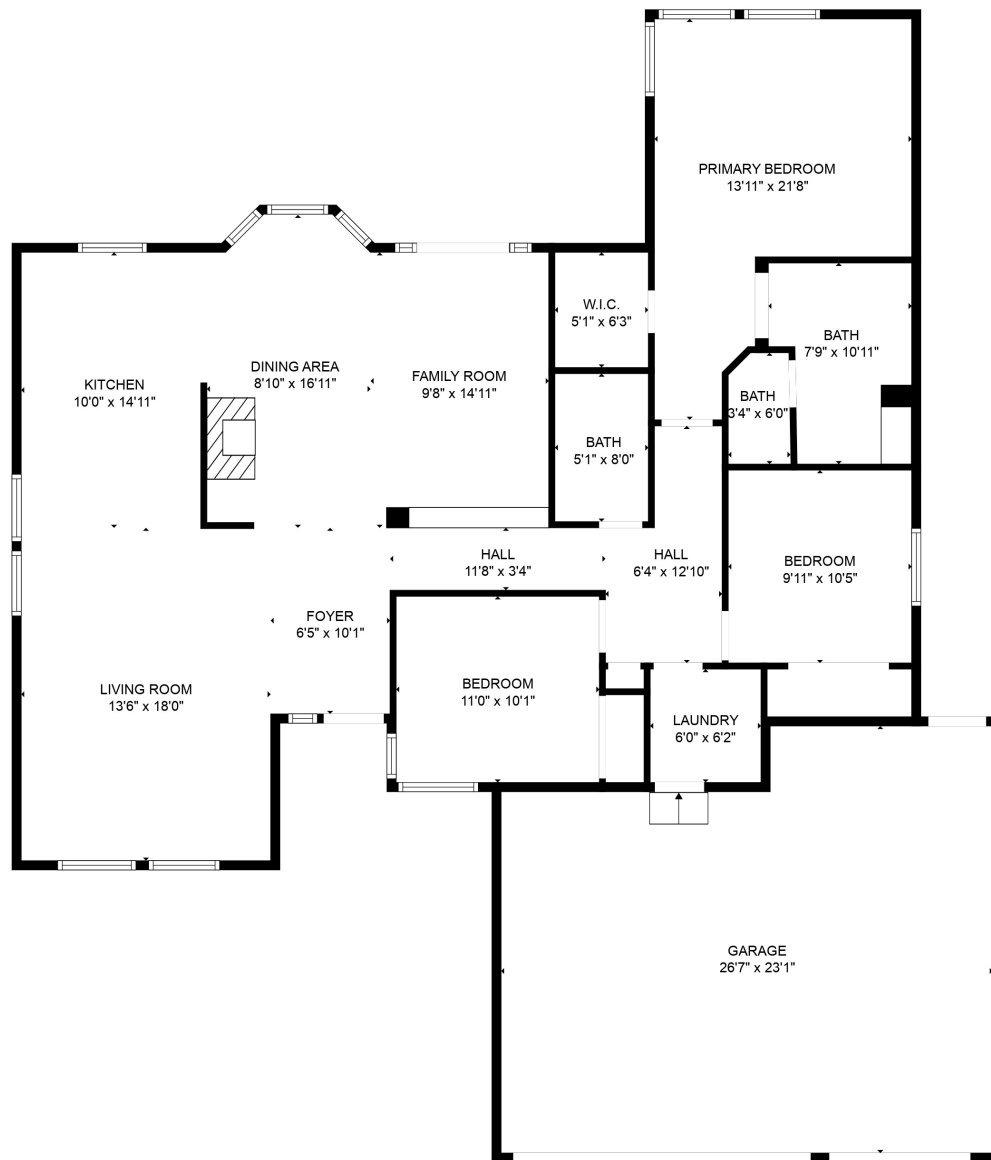 PRIMARY BEDROOM
13'11" x 21'8"
W.I.C.
5'1" x 6'3"
BATH
7'9" x 10'11"
DINING AREA
8'10" x 16'11"
FAMILY ROOM
9'8" x 14'11"
KITCHEN
10'0" x 14'11"
BATH
3'4" x 6'0"
BATH
5'1" x 8'0"
HALL
11'8" x 3'4"
HALL
6'4" x 12'10"
BEDROOM
9'11" x 10'5"
FOYER
6'5" x 10'1"
BEDROOM
11'0" x 10'1"
LIVING ROOM
13'6" x 18'0"
LAUNDRY
6'0" x 6'2"
GARAGE
26'7" x 23'1"